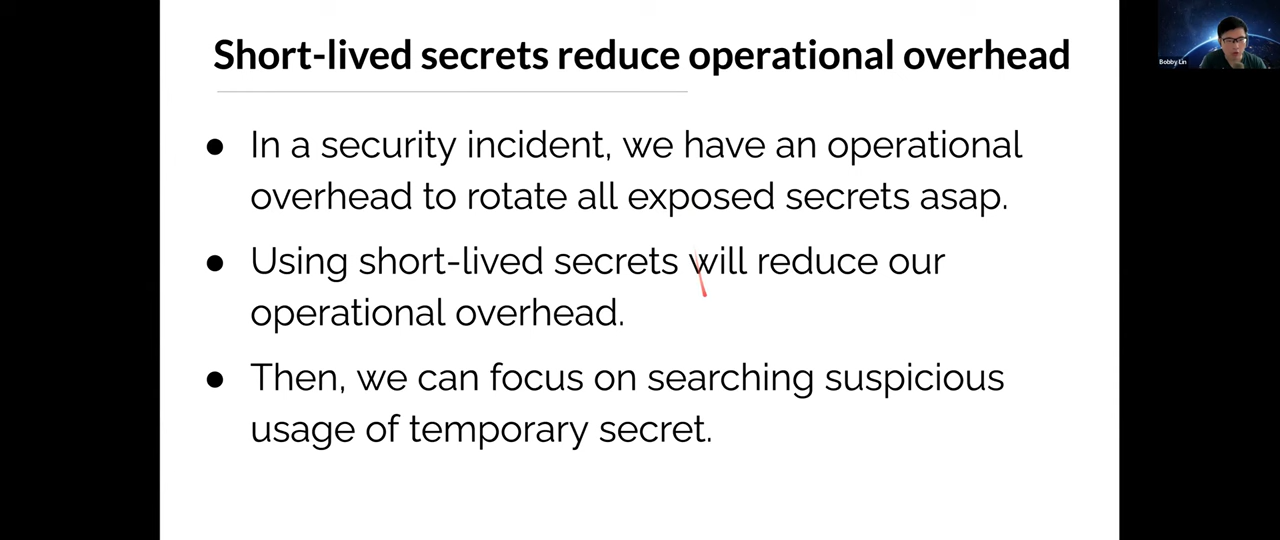 Short-lived secrets reduce operational overhead
Bobby Lin
● In a security incident, we have an operational
overhead to rotate all exposed secrets asap.
● Using short-lived secrets will reduce our
operational overhead.
● Then, we can focus on searching suspicious
usage of temporary secret.